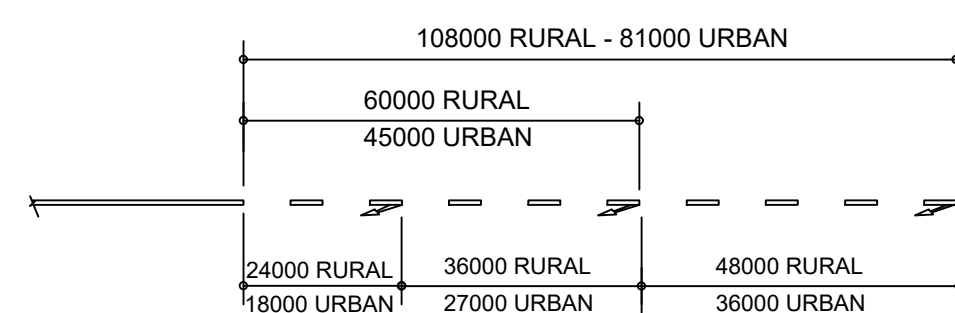 108000 RURAL - 81000 URBAN
60000 RURAL
45000 URBAN
24000 RURAL
36000 RURAL
48000 RURAL
18000 URBAN
27000 URBAN
36000 URBAN